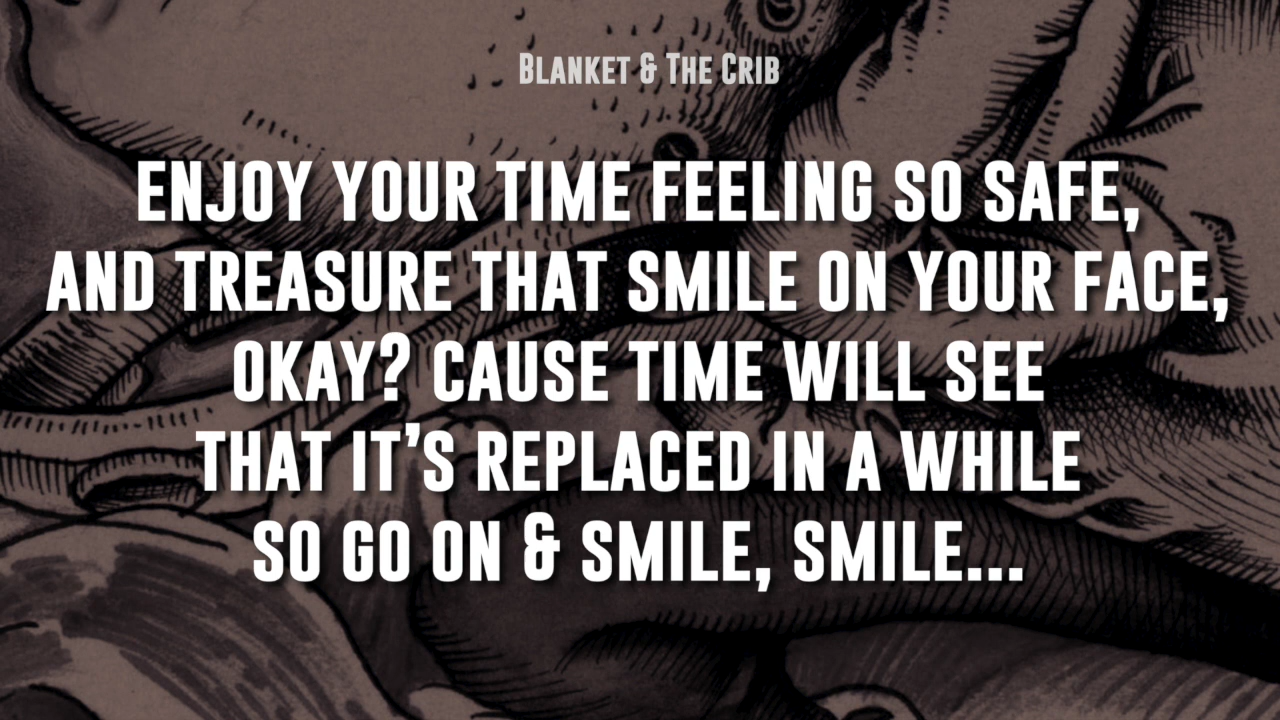 Blanket & The Crib
ENJOY YOUR TIME FEELING SO SAFE,
AND TREASURE THAT SMILE ON YOUR FACE,
OKAY? CAUSE TIME WILL SEE
THAT IT'S REPLACED IN A WHILE
SO GO ON & SMILE, SMILE...